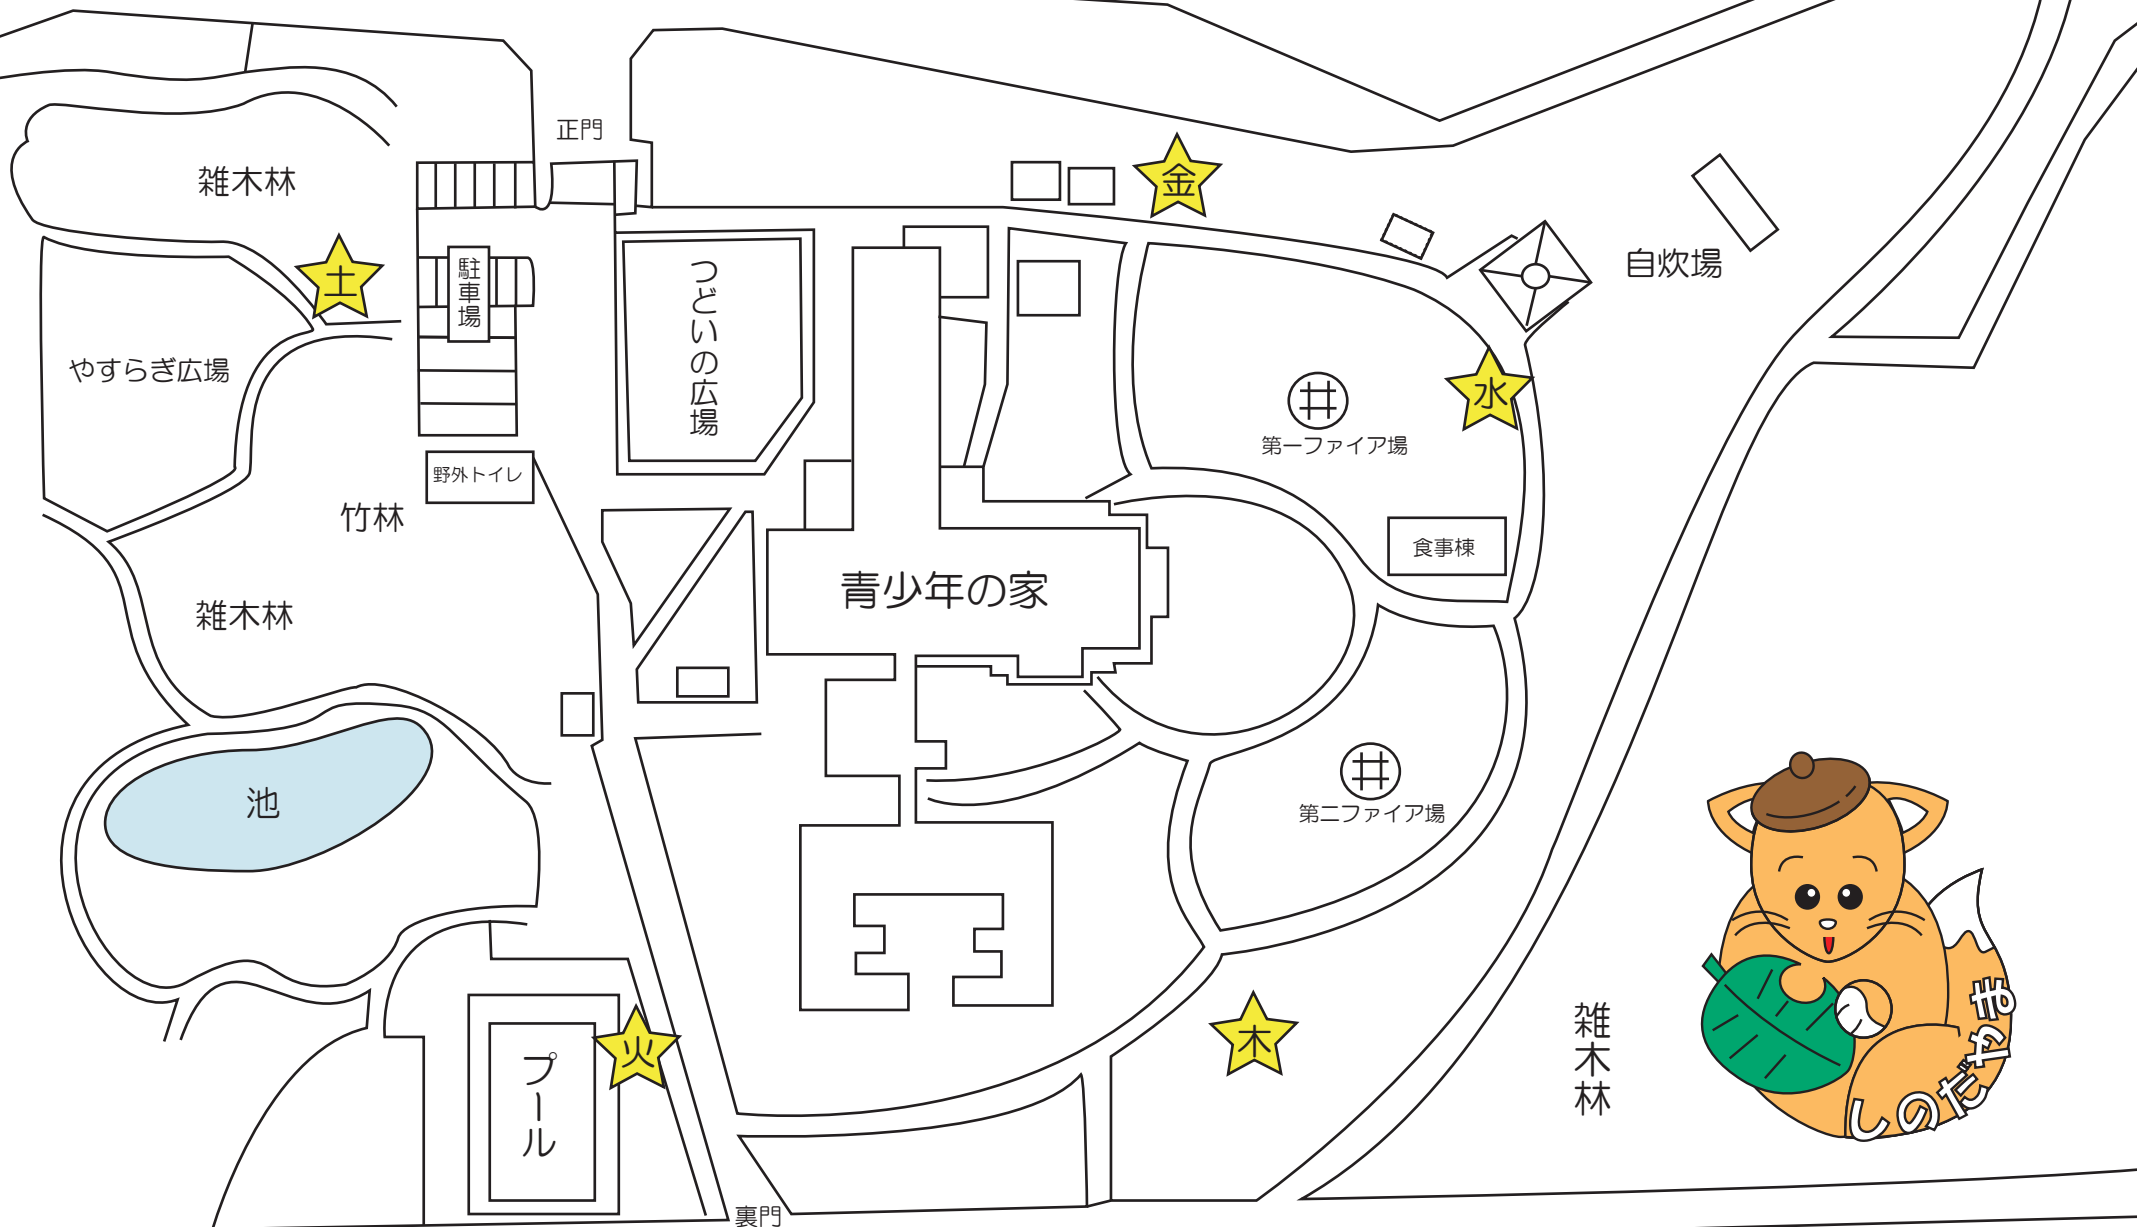 正門
雑木林
金
土
駐車場
つどいの広場
自炊場
やすらぎ広場
水
第一ファイア場
野外トイレ
竹林
食事棟
青少年の家
雑木林
池
第二ファイア場
火
木
プール
雑木林
しのだやま
裏門